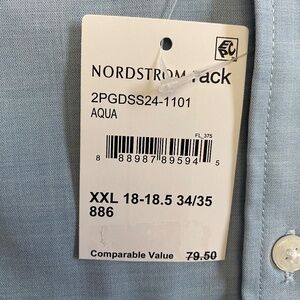 NORDSTROM rack
2PGDSS24-1101
AQUA
FL_375
8 88987 89594 5
XXL 18-18.5 34/35
886
Comparable Value 79.50